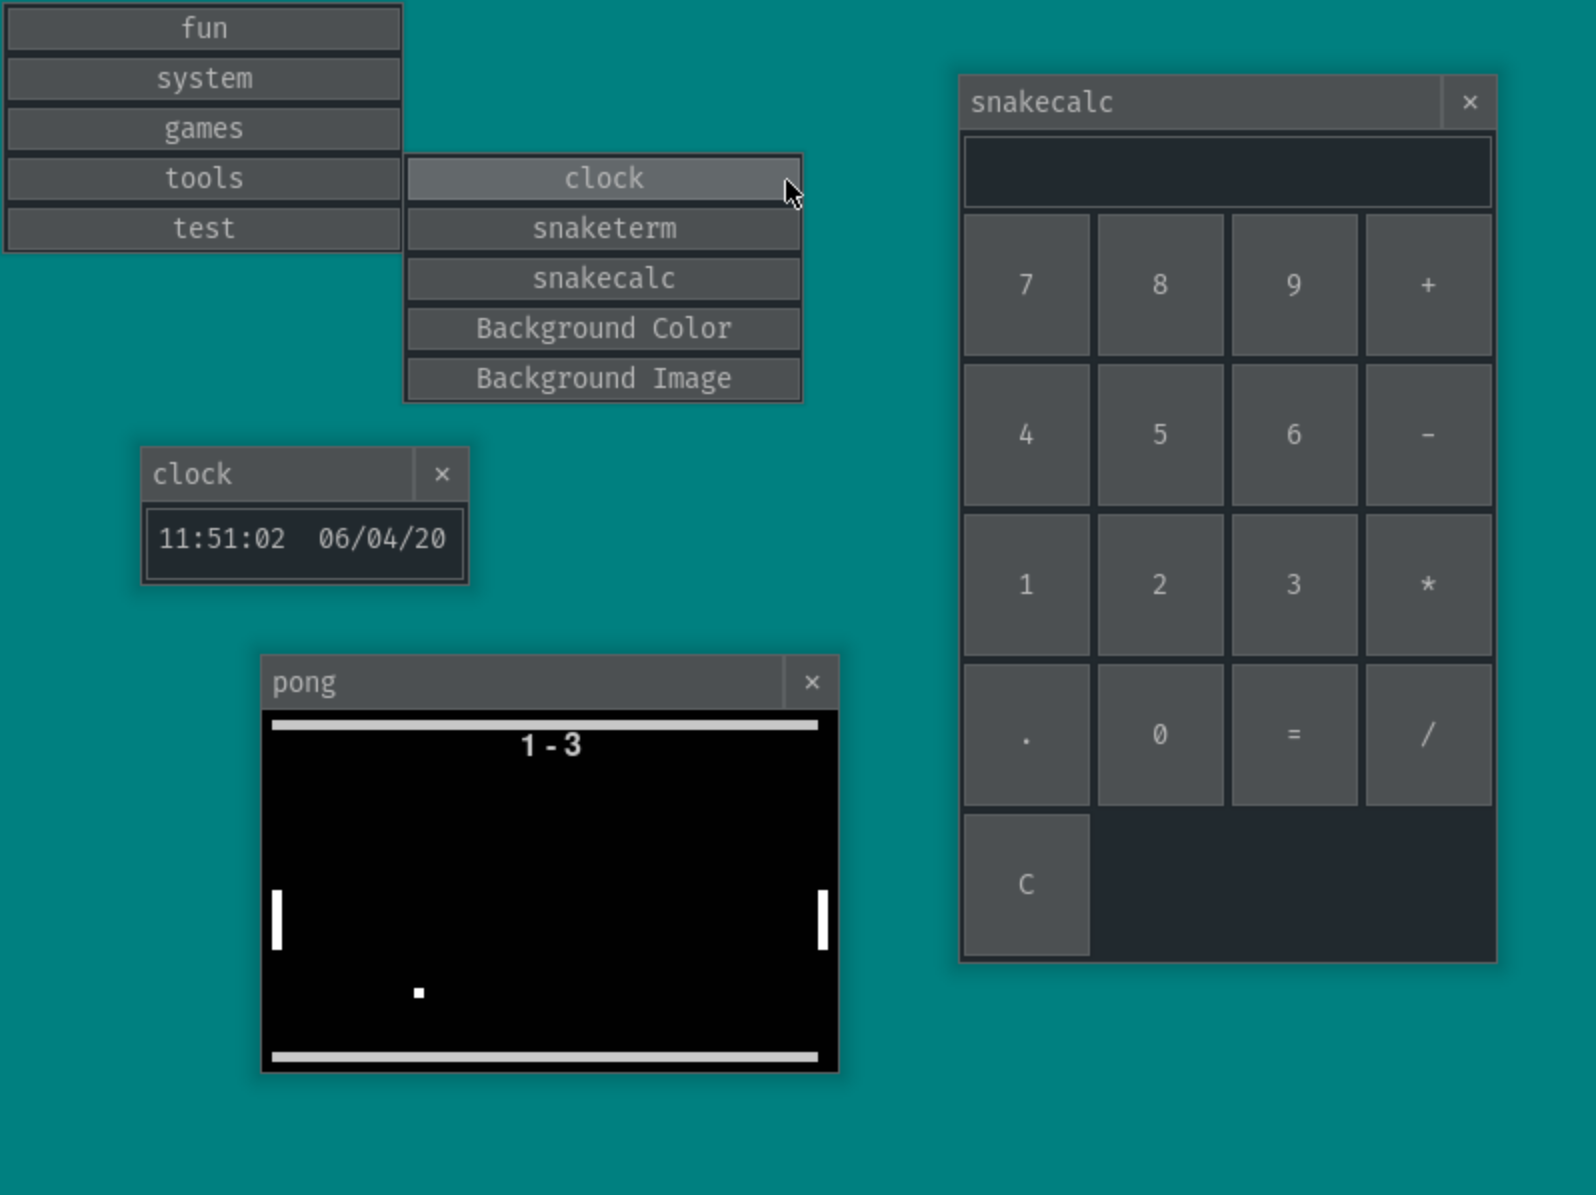 fun
system
games
tools
test
clock
snaketerm
snakecalc
Background Color
Background Image
clock ×
11:51:02 06/04/20
pong ×
1 - 3
snakecalc ×
7 8 9 +
4 5 6 -
1 2 3 *
. 0 = /
C